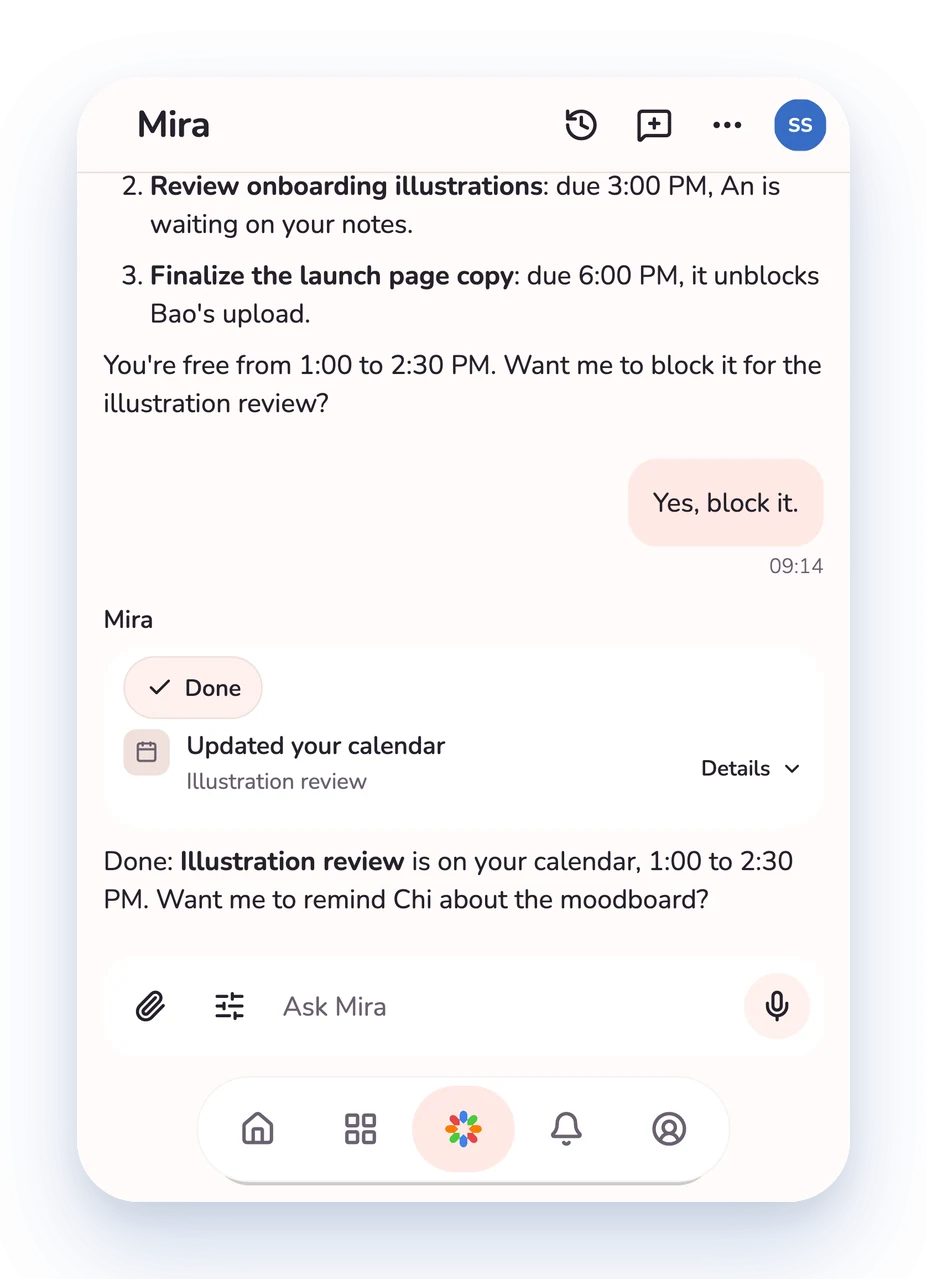 Mira
SS
2. Review onboarding illustrations: due 3:00 PM, An is
waiting on your notes.
3. Finalize the launch page copy: due 6:00 PM, it unblocks
Bao's upload.
You're free from 1:00 to 2:30 PM. Want me to block it for the
illustration review?
Yes, block it.
09:14
Mira
Done
Updated your calendar
Illustration review
Details
Done: Illustration review is on your calendar, 1:00 to 2:30
PM. Want me to remind Chi about the moodboard?
Ask Mira